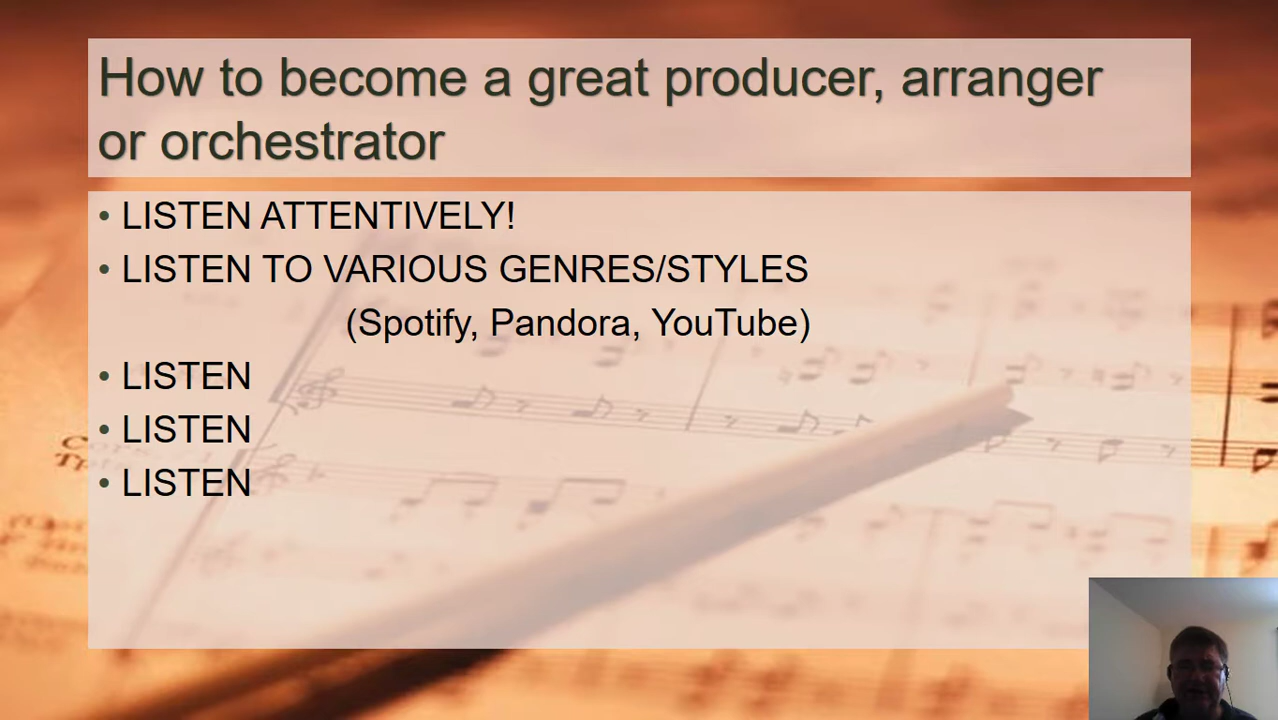 How to become a great producer, arranger
or orchestrator
• LISTEN ATTENTIVELY!
• LISTEN TO VARIOUS GENRES/STYLES
(Spotify, Pandora, YouTube)
• LISTEN
• LISTEN
• LISTEN